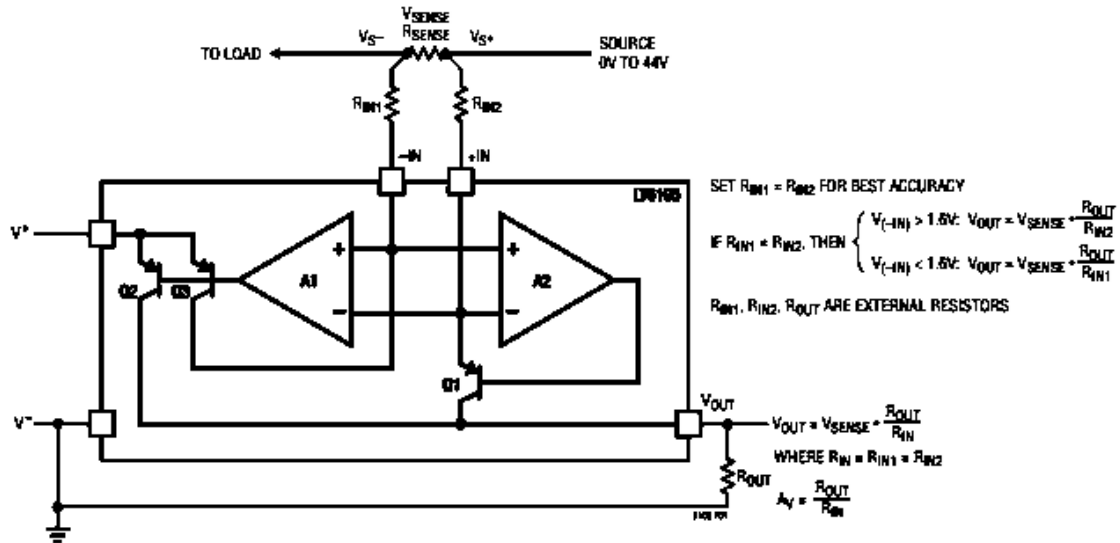 VSENSE
RSENSE
VS–
VS+
TO LOAD
SOURCE
0V TO 44V
RIN1
RIN2
–IN
+IN
LT6105
V+
Q2
Q3
+
–
A1
+
–
A2
Q1
V–
VOUT
ROUT
SET RIN1 = RIN2 FOR BEST ACCURACY
IF RIN1 ≠ RIN2, THEN
V(–IN) > 1.6V: VOUT = VSENSE • ROUT/RIN2
V(–IN) < 1.6V: VOUT = VSENSE • ROUT/RIN1
RIN1, RIN2, ROUT ARE EXTERNAL RESISTORS
VOUT = VSENSE • ROUT/RIN
WHERE RIN = RIN1 = RIN2
AV = ROUT/RIN